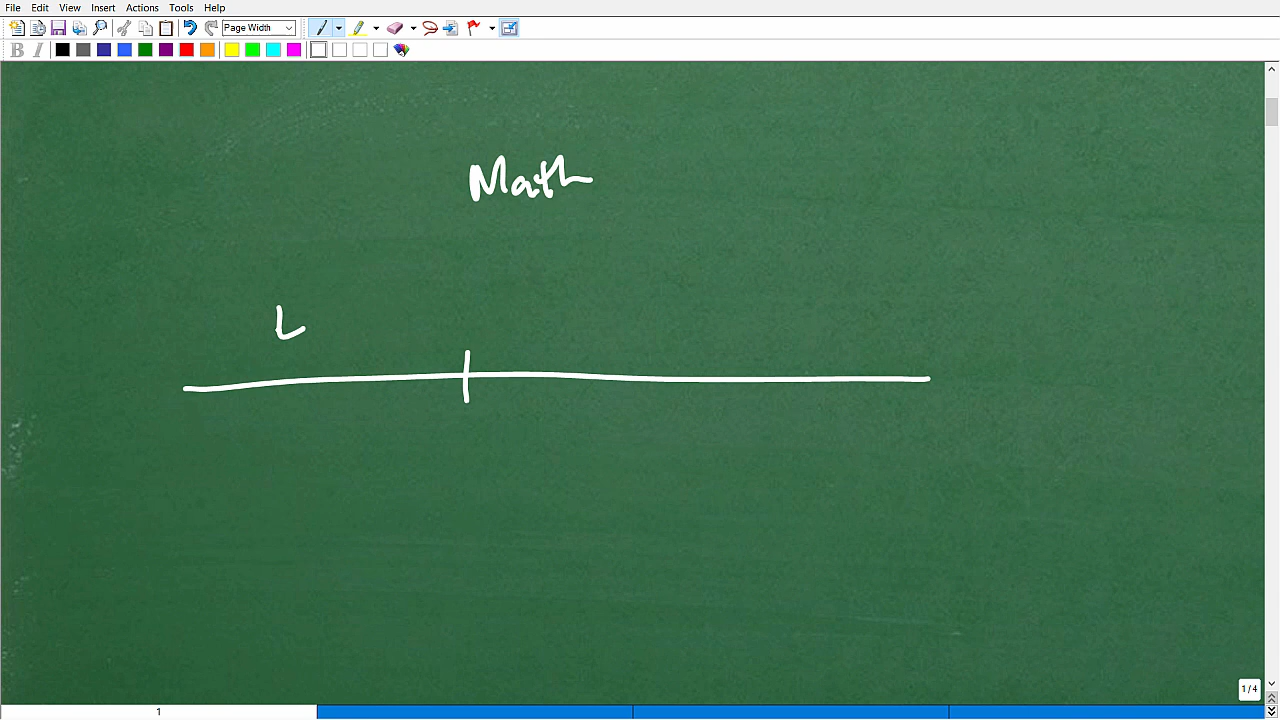 File Edit View Insert Actions Tools Help
Page Width
B I
Math
L
1/4
1